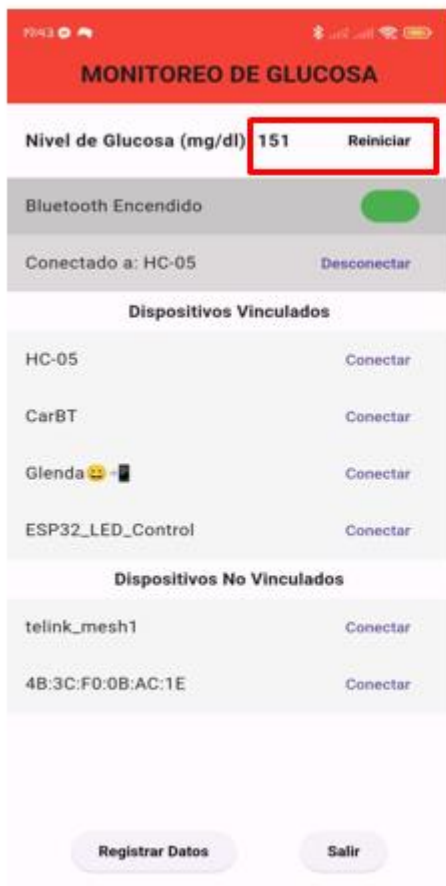 19:43
MONITOREO DE GLUCOSA
Nivel de Glucosa (mg/dl) 151 Reiniciar
Bluetooth Encendido
Conectado a: HC-05 Desconectar
Dispositivos Vinculados
HC-05 Conectar
CarBT Conectar
Glenda😄-📲 Conectar
ESP32_LED_Control Conectar
Dispositivos No Vinculados
telink_mesh1 Conectar
4B:3C:F0:0B:AC:1E Conectar
Registrar Datos Salir